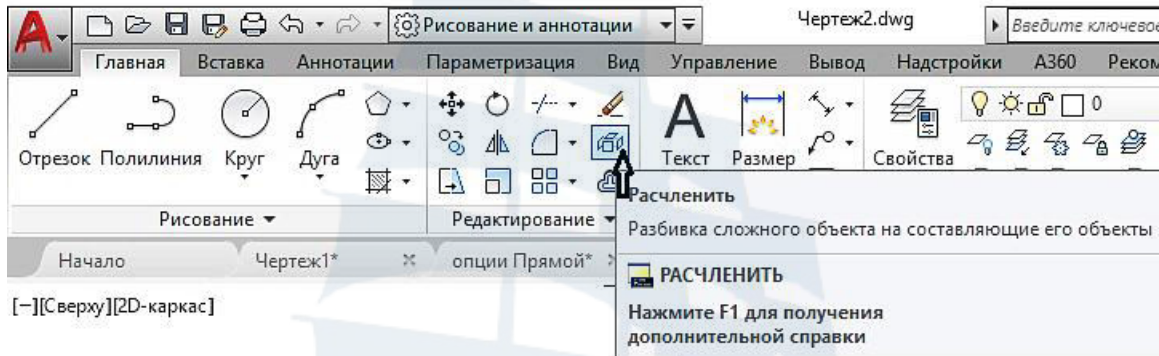 Рисование и аннотации
Чертеж2.dwg
Главная Вставка Аннотации Параметризация Вид Управление Вывод Надстройки A360
0
Отрезок Полилиния Круг Дуга
Текст Размер
Свойства
Рисование
Редактирование
Расчленить
Разбивка сложного объекта на составляющие его объекты
РАСЧЛЕНИТЬ
Нажмите F1 для получения
дополнительной справки
Начало Чертеж1* опции Прямой*
[−][Сверху][2D-каркас]